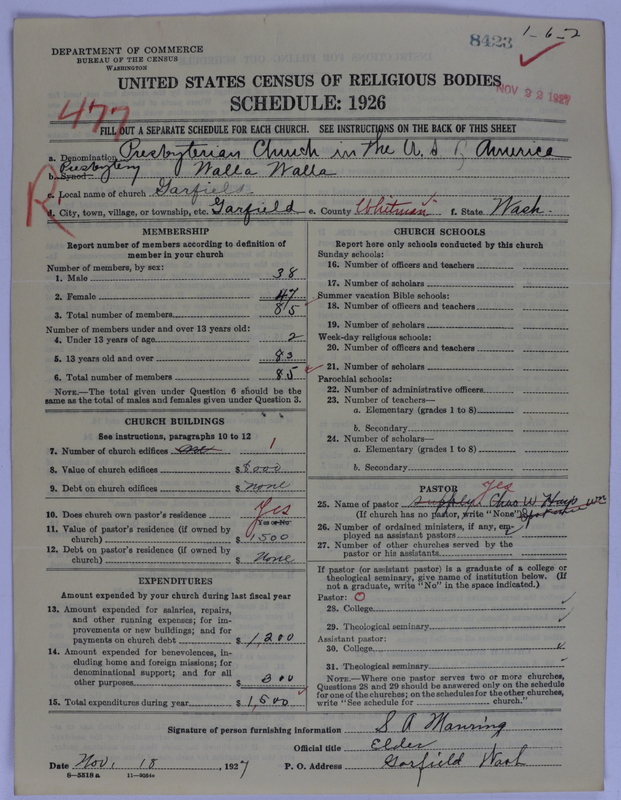 1-6-2
8423
DEPARTMENT OF COMMERCE
BUREAU OF THE CENSUS
WASHINGTON
UNITED STATES CENSUS OF RELIGIOUS BODIES
NOV 22 1927
SCHEDULE: 1926
477
FILL OUT A SEPARATE SCHEDULE FOR EACH CHURCH. SEE INSTRUCTIONS ON THE BACK OF THIS SHEET
a. Denomination Presbyterian Church in the U.S of America
Presbytery
b. Synod: Walla Walla
R
c. Local name of church Garfield
d. City, town, village, or township, etc. Garfield e. County Whitman f. State Wash.
MEMBERSHIP
Report number of members according to definition of
member in your church
Number of members, by sex:
1. Male 38
2. Female 47
3. Total number of members 85
Number of members under and over 13 years old:
4. Under 13 years of age 2
5. 13 years old and over 83
6. Total number of members 85
NOTE.—The total given under Question 6 should be the
same as the total of males and females given under Question 3.
CHURCH BUILDINGS
See instructions, paragraphs 10 to 12
7. Number of church edifices 1
8. Value of church edifices $8000
9. Debt on church edifices $none
10. Does church own pastor's residence Yes
Yes or No
11. Value of pastor's residence (if owned by
church) $1500
12. Debt on pastor's residence (if owned by
church) $None
EXPENDITURES
Amount expended by your church during last fiscal year
13. Amount expended for salaries, repairs,
and other running expenses; for im-
provements or new buildings; and for
payments on church debt $1,200
14. Amount expended for benevolences, in-
cluding home and foreign missions; for
denominational support; and for all
other purposes $300
15. Total expenditures during year $1,500
CHURCH SCHOOLS
Report here only schools conducted by this church
Sunday schools:
16. Number of officers and teachers
17. Number of scholars
Summer vacation Bible schools:
18. Number of officers and teachers
19. Number of scholars
Week-day religious schools:
20. Number of officers and teachers
21. Number of scholars
Parochial schools:
22. Number of administrative officers
23. Number of teachers—
a. Elementary (grades 1 to 8)
b. Secondary
24. Number of scholars—
a. Elementary (grades 1 to 8)
b. Secondary
PASTOR yes
25. Name of pastor supply. Chas W Hays
(If church has no pastor, write "None") Spokane Wn
26. Number of ordained ministers, if any, em-
ployed as assistant pastors
27. Number of other churches served by the
pastor or his assistants
If pastor (or assistant pastor) is a graduate of a college or
theological seminary, give name of institution below. (If
not a graduate, write "No" in the space indicated.)
Pastor:
28. College
29. Theological seminary
Assistant pastor:
30. College
31. Theological seminary
NOTE.—Where one pastor serves two or more churches,
Questions 28 and 29 should be answered only on the schedule
for one of the churches; on the schedules for the other churches,
write "See schedule for church."
Signature of person furnishing information S A Manring
Official title Elder
Date Nov. 18, 1927 P. O. Address Garfield Wash
8—5518 a 11—9064